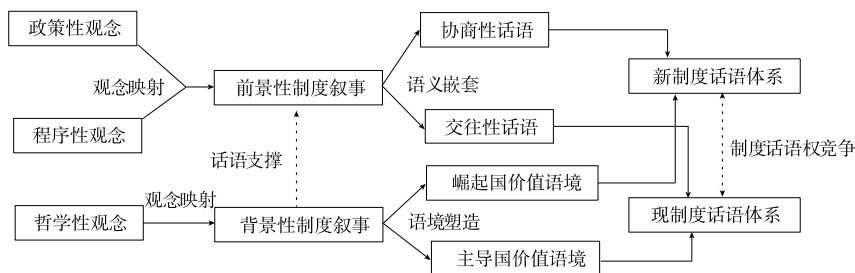 政策性观念
协商性话语
新制度话语体系
观念映射
前景性制度叙事
语义嵌套
程序性观念
交往性话语
制度话语权竞争
话语支撑
崛起国价值语境
观念映射
哲学性观念
背景性制度叙事
语境塑造
现制度话语体系
主导国价值语境